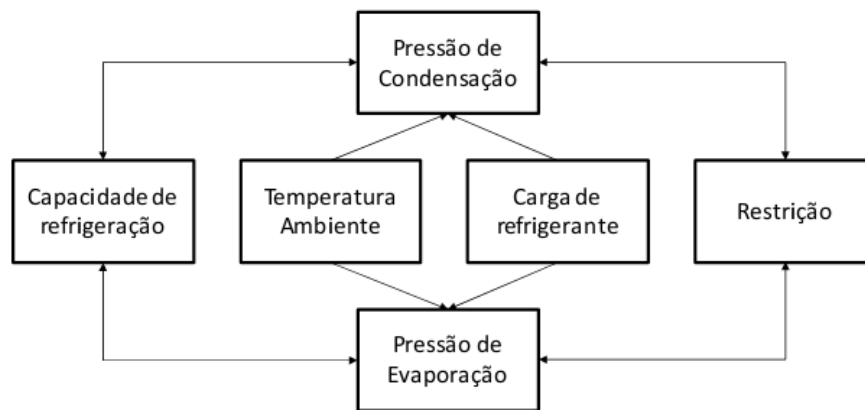 Pressão de
Condensação
Capacidade de
refrigeração
Temperatura
Ambiente
Carga de
refrigerante
Restrição
Pressão de
Evaporação